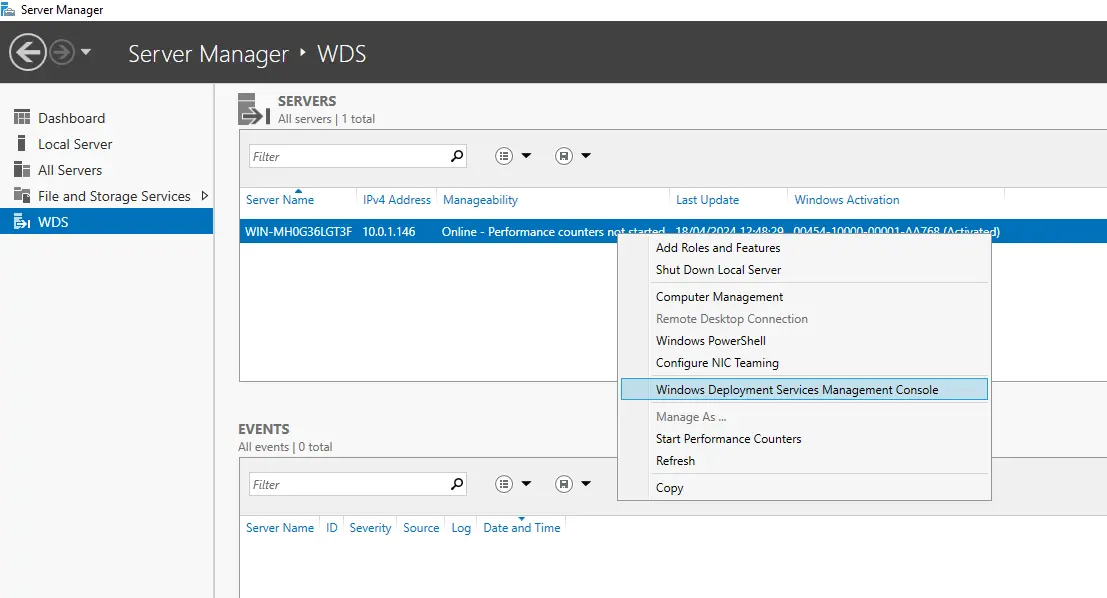 Server Manager
Server Manager ‣ WDS
Dashboard
Local Server
All Servers
File and Storage Services
WDS
SERVERS
All servers | 1 total
Filter
Server Name IPv4 Address Manageability Last Update Windows Activation
WIN-MH0G36LGT3F 10.0.1.146 Online - Performance counters not started 18/04/2024 12:48:29 00454-10000-00001-AA768 (Activated)
Add Roles and Features
Shut Down Local Server
Computer Management
Remote Desktop Connection
Windows PowerShell
Configure NIC Teaming
Windows Deployment Services Management Console
Manage As ...
Start Performance Counters
Refresh
Copy
EVENTS
All events | 0 total
Filter
Server Name ID Severity Source Log Date and Time